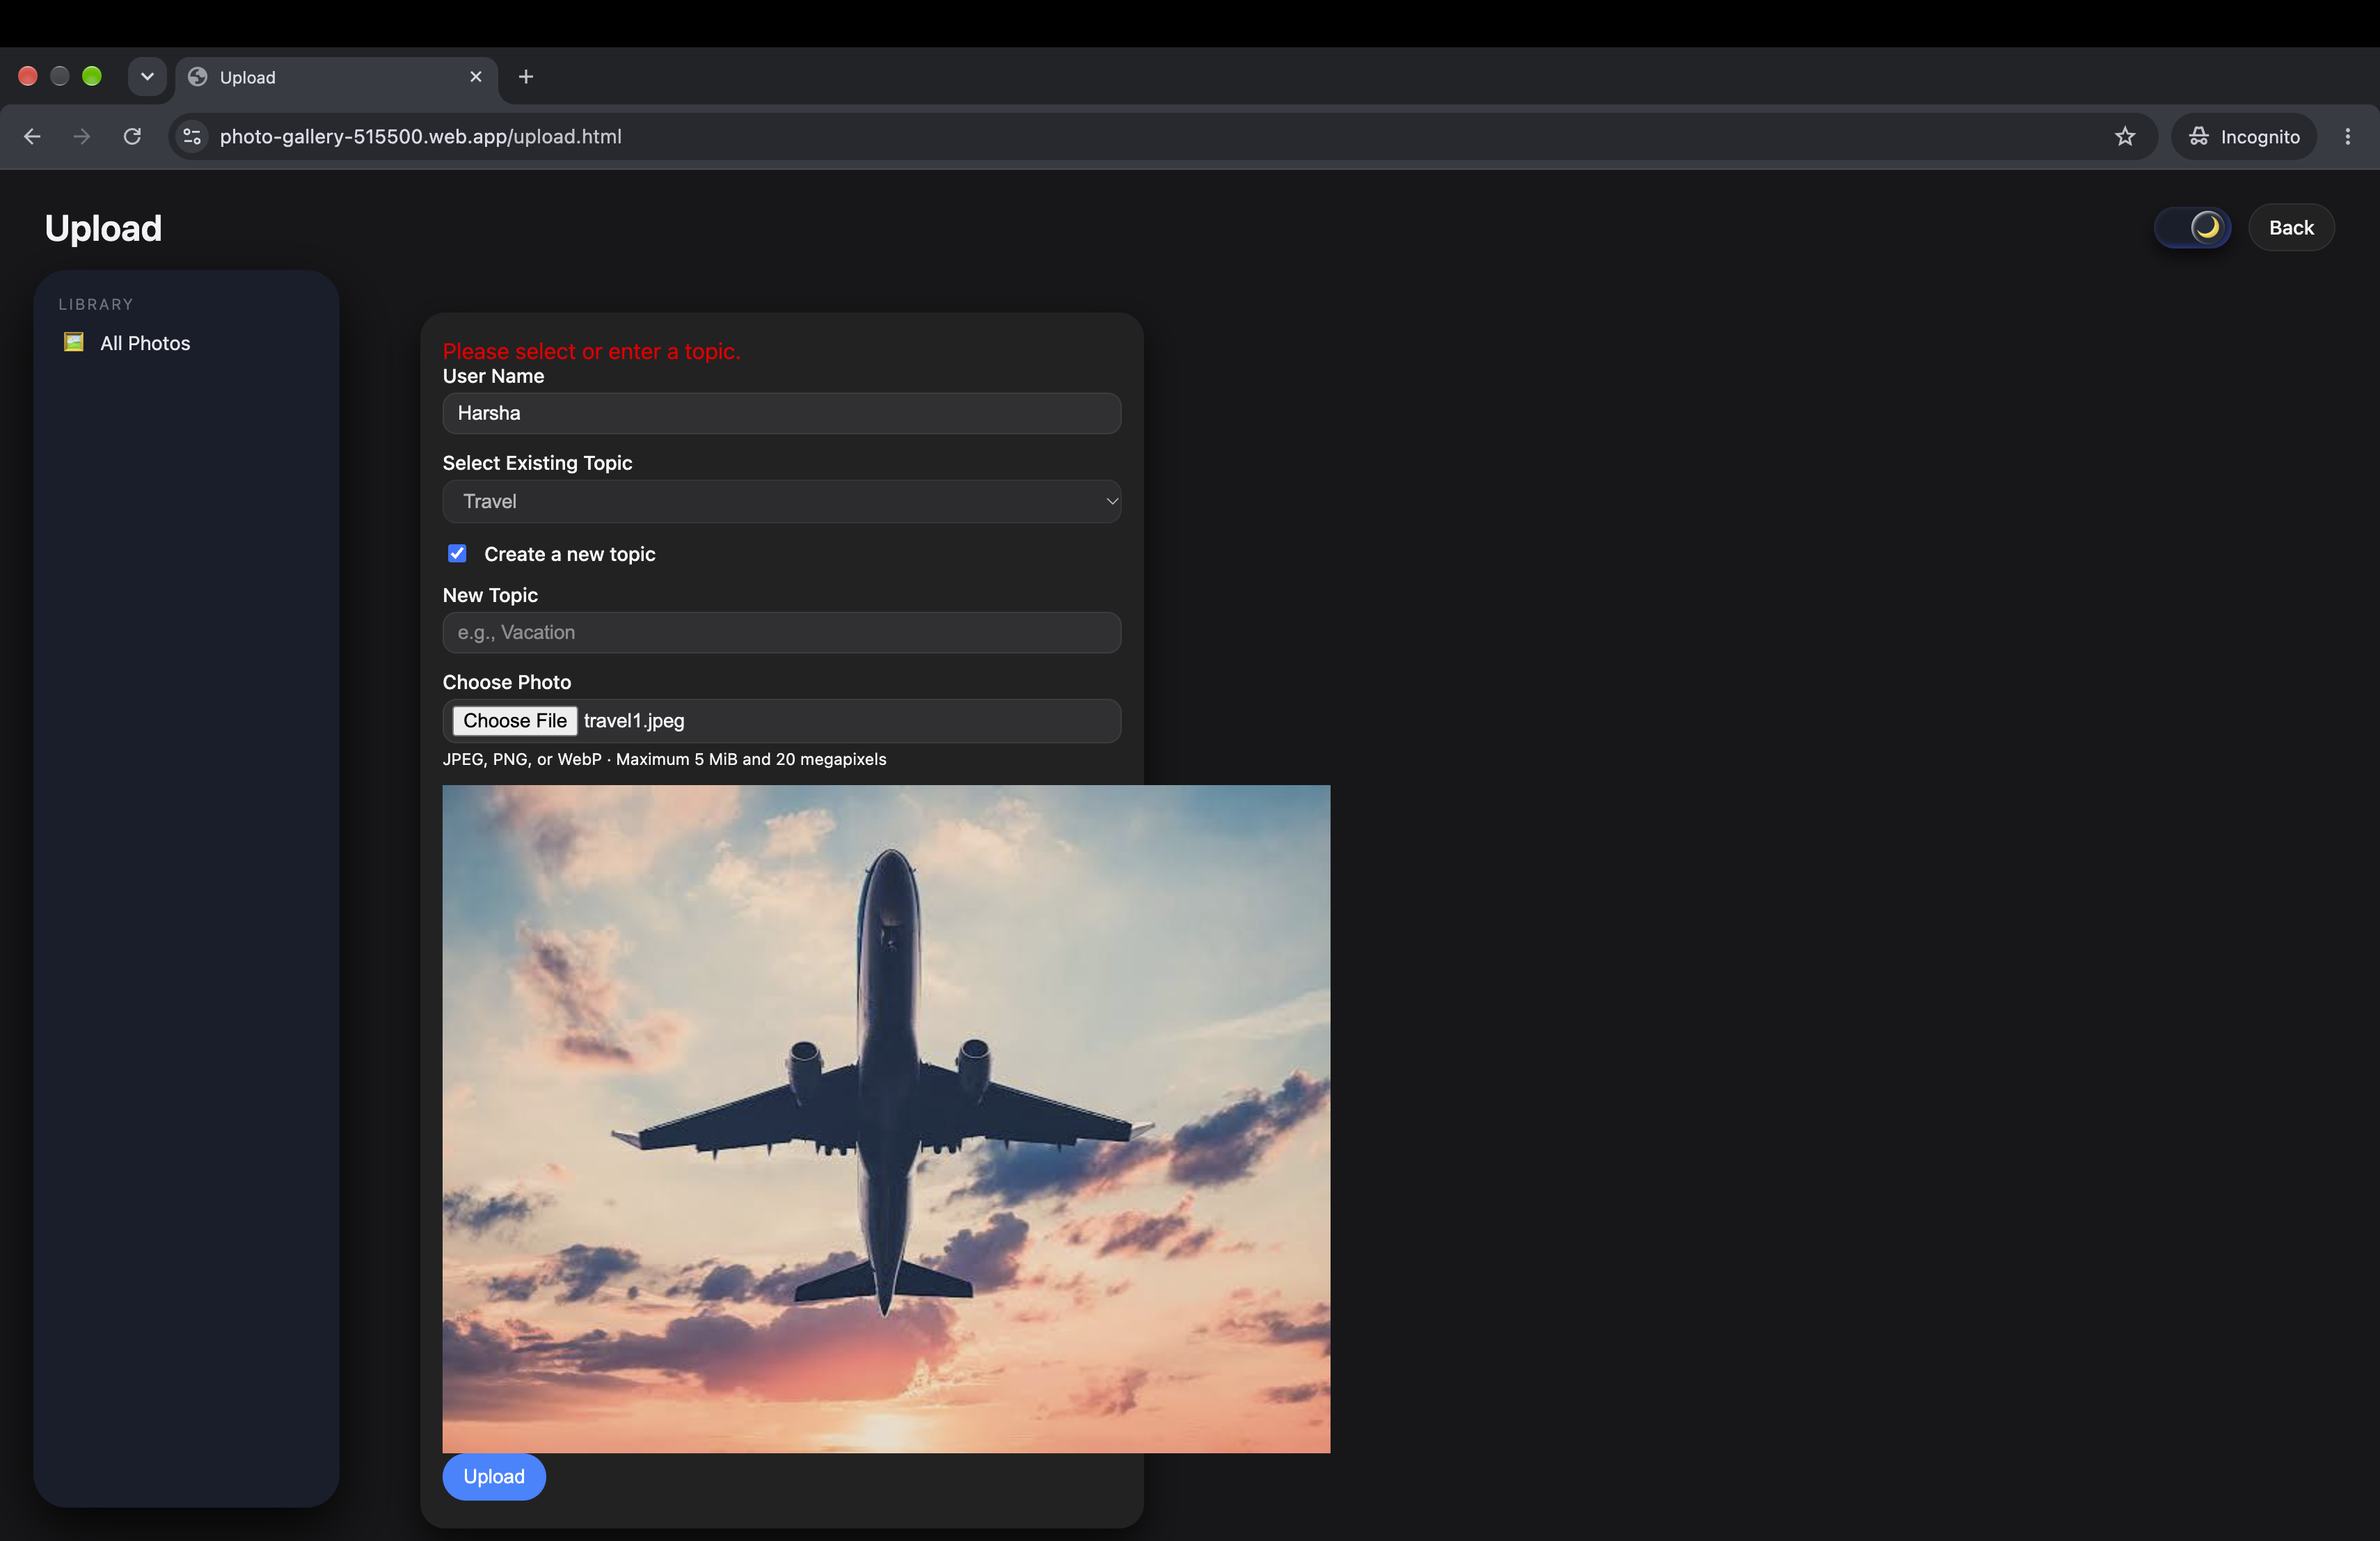 Upload
photo-gallery-515500.web.app/upload.html
Incognito
Upload
Back
LIBRARY
All Photos
Please select or enter a topic.
User Name
Harsha
Select Existing Topic
Travel
Create a new topic
New Topic
e.g., Vacation
Choose Photo
Choose File travel1.jpeg
JPEG, PNG, or WebP · Maximum 5 MiB and 20 megapixels
Upload